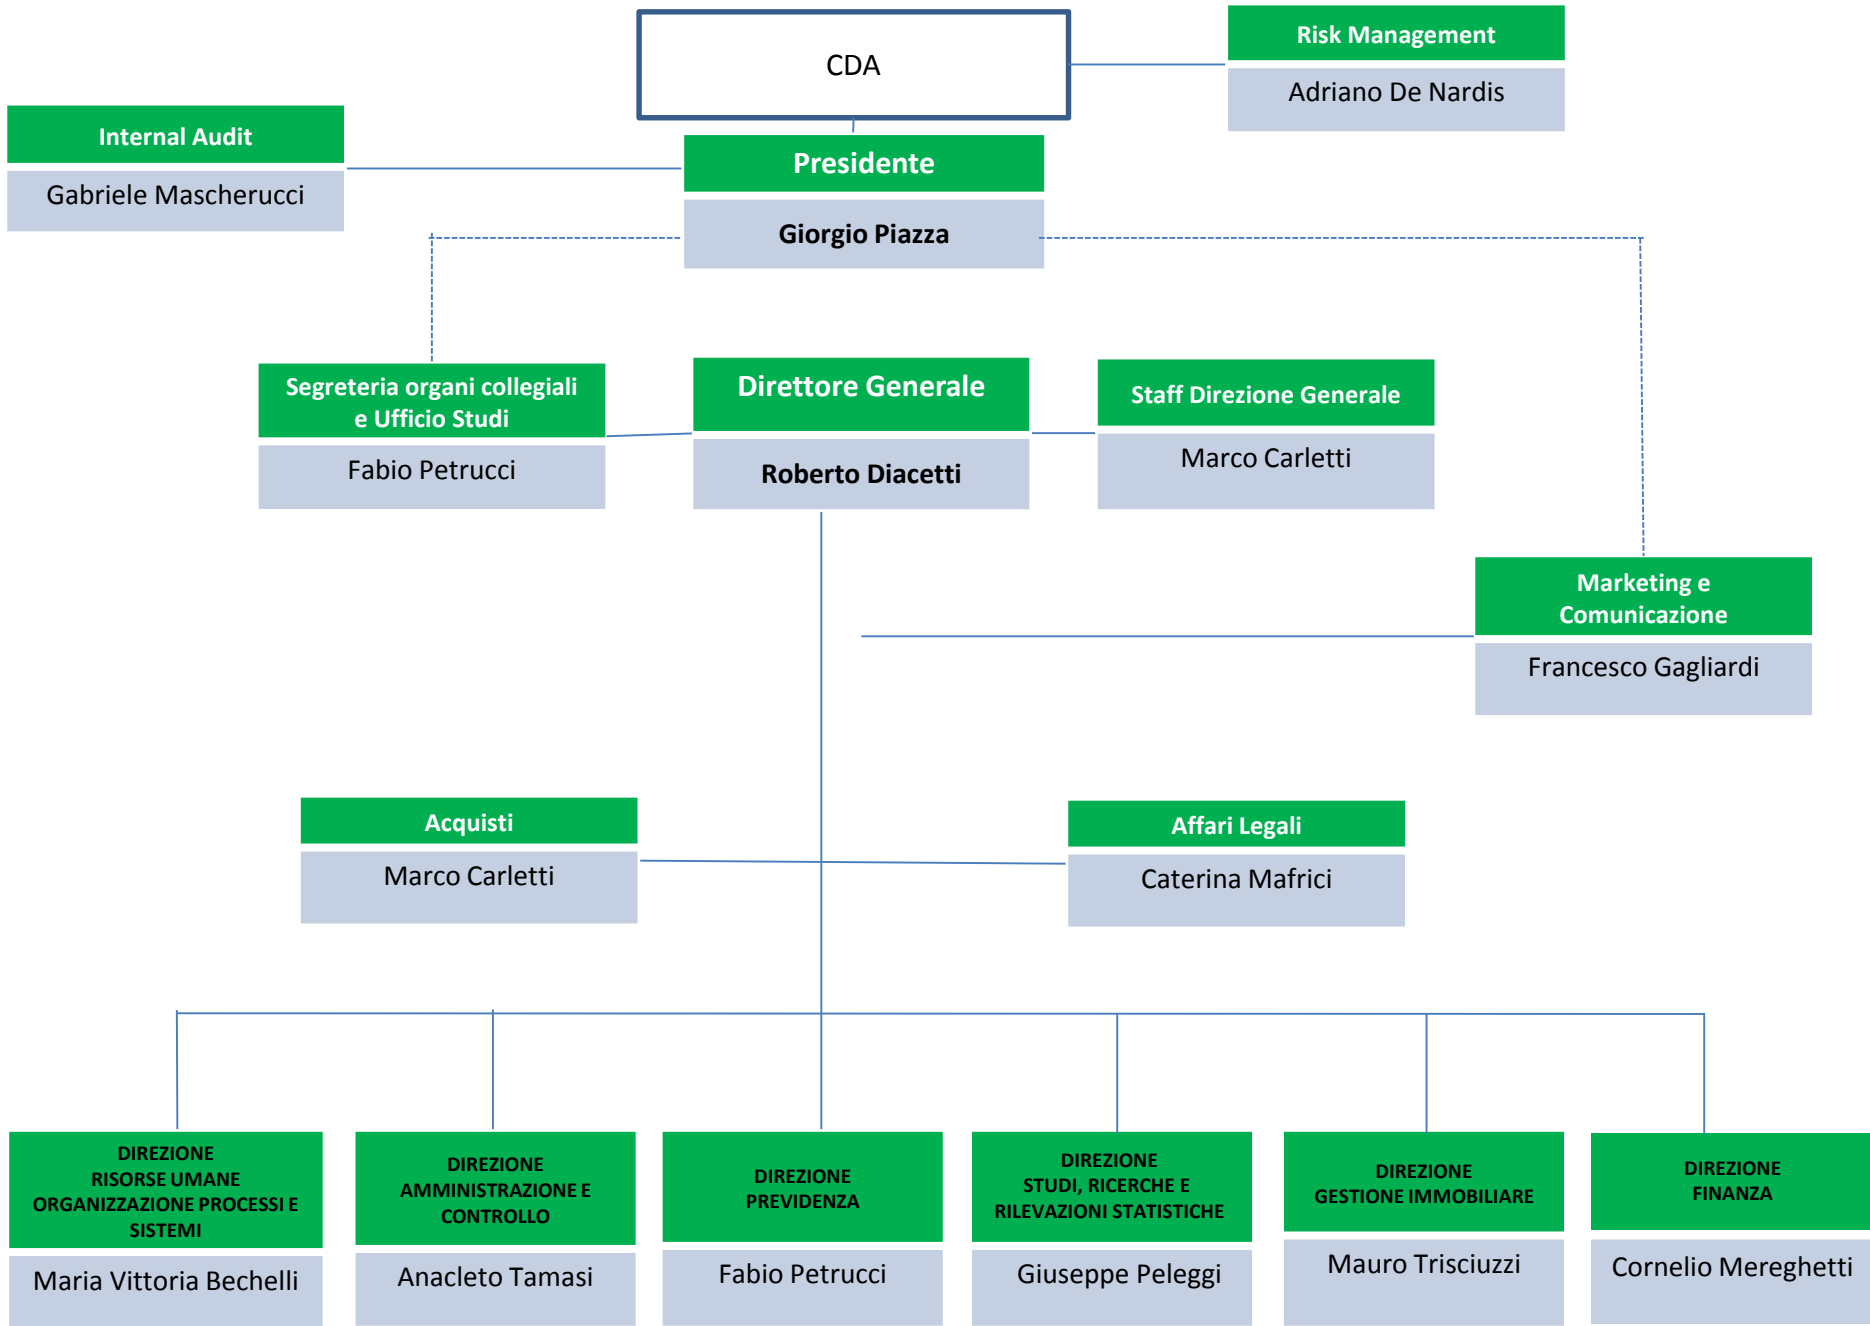 CDA
Risk Management
Adriano De Nardis
Internal Audit
Gabriele Mascherucci
Presidente
Giorgio Piazza
Segreteria organi collegiali
e Ufficio Studi
Fabio Petrucci
Direttore Generale
Roberto Diacetti
Staff Direzione Generale
Marco Carletti
Marketing e
Comunicazione
Francesco Gagliardi
Acquisti
Marco Carletti
Affari Legali
Caterina Mafrici
DIREZIONE
RISORSE UMANE
ORGANIZZAZIONE PROCESSI E
SISTEMI
Maria Vittoria Bechelli
DIREZIONE
AMMINISTRAZIONE E
CONTROLLO
Anacleto Tamasi
DIREZIONE
PREVIDENZA
Fabio Petrucci
DIREZIONE
STUDI, RICERCHE E
RILEVAZIONI STATISTICHE
Giuseppe Peleggi
DIREZIONE
GESTIONE IMMOBILIARE
Mauro Trisciuzzi
DIREZIONE
FINANZA
Cornelio Mereghetti